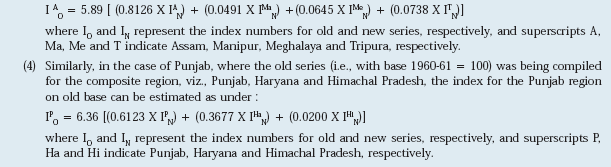 I^A_O = 5.89 [ (0.8126 X I^A_N) + (0.0491 X I^Ma_N) +(0.0645 X I^Me_N) + (0.0738 X I^T_N)]
where I_O and I_N represent the index numbers for old and new series, respectively, and superscripts A,
Ma, Me and T indicate Assam, Manipur, Meghalaya and Tripura, respectively.
(4) Similarly, in the case of Punjab, where the old series (i.e., with base 1960-61 = 100) was being compiled
for the composite region, viz., Punjab, Haryana and Himachal Pradesh, the index for the Punjab region
on old base can be estimated as under :
I^P_O = 6.36 [(0.6123 X I^P_N) + (0.3677 X I^Ha_N) + (0.0200 X I^Hi_N)]
where I_O and I_N represent the index numbers for old and new series, respectively, and superscripts P,
Ha and Hi indicate Punjab, Haryana and Himachal Pradesh, respectively.